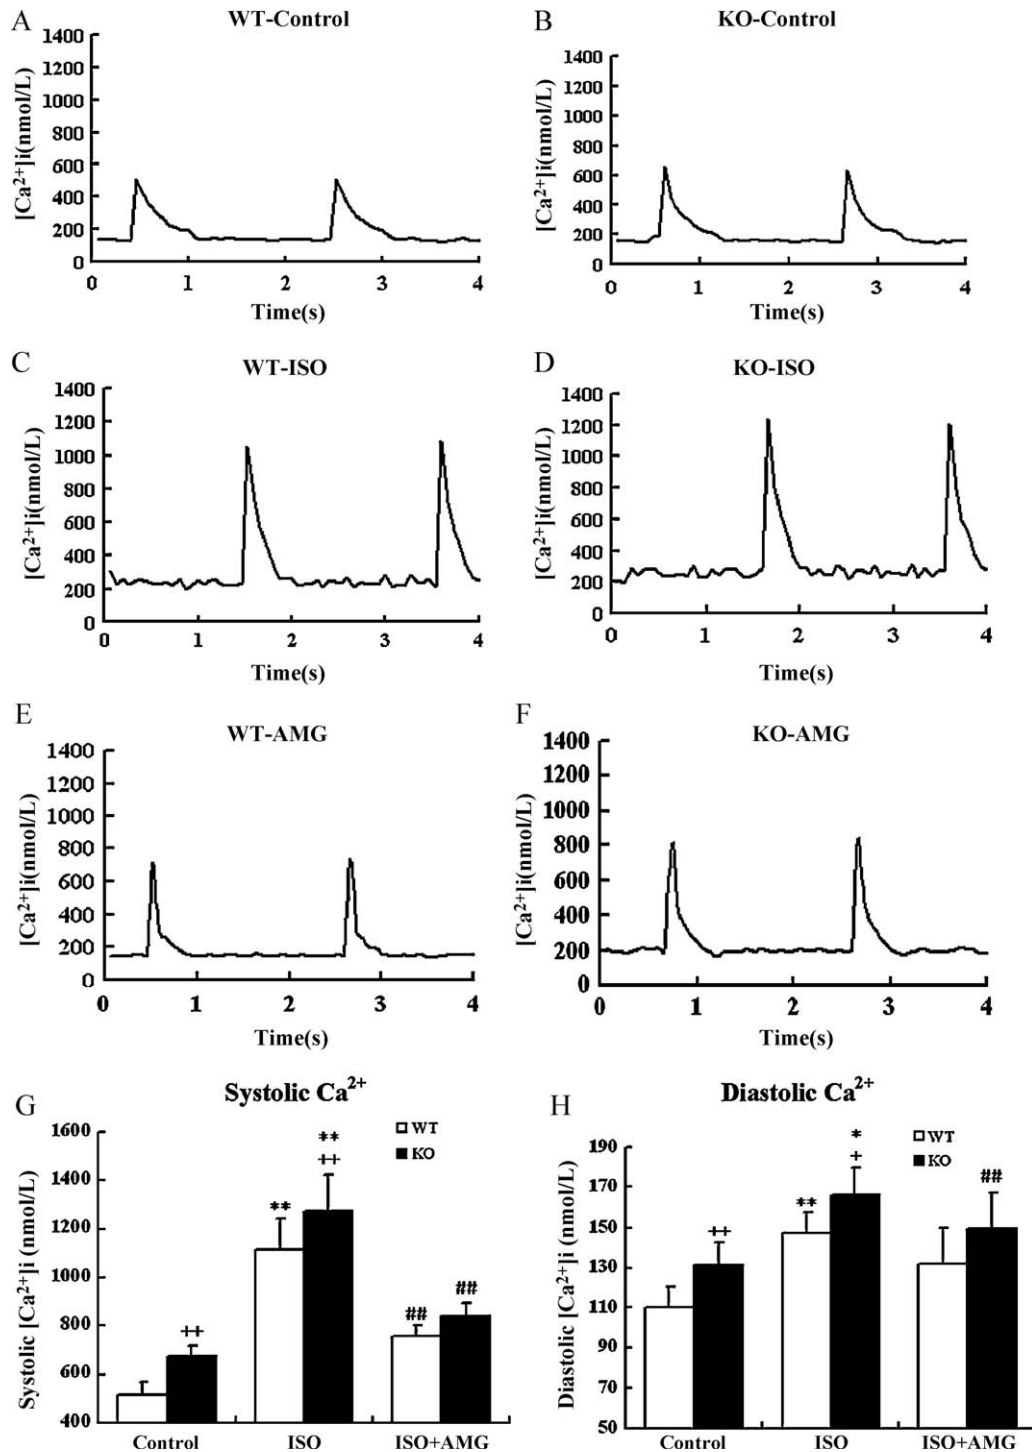 A WT-Control
1400
1200
1000
800
600
400
200
0
[Ca2+]i(nmol/L)
0 1 2 3 4
Time(s)
B KO-Control
1400
1200
1000
800
600
400
200
0
[Ca2+]i(nmol/L)
0 1 2 3 4
Time(s)
C WT-ISO
1400
1200
1000
800
600
400
200
0
[Ca2+]i(nmol/L)
0 1 2 3 4
Time(s)
D KO-ISO
1400
1200
1000
800
600
400
200
0
[Ca2+]i(nmol/L)
0 1 2 3 4
Time(s)
E WT-AMG
1400
1200
1000
800
600
400
200
0
[Ca2+]i(nmol/L)
0 1 2 3 4
Time(s)
F KO-AMG
1400
1200
1000
800
600
400
200
0
[Ca2+]i(nmol/L)
0 1 2 3 4
Time(s)
G Systolic Ca2+
1600
1400
1200
1000
800
600
400
Systolic [Ca2+]i (nmol/L)
WT
KO
++
**
**
++
##
##
Control ISO ISO+AMG
H Diastolic Ca2+
190
170
150
130
110
90
70
50
Diastolic [Ca2+]i (nmol/L)
WT
KO
++
**
*
+
##
Control ISO ISO+AMG